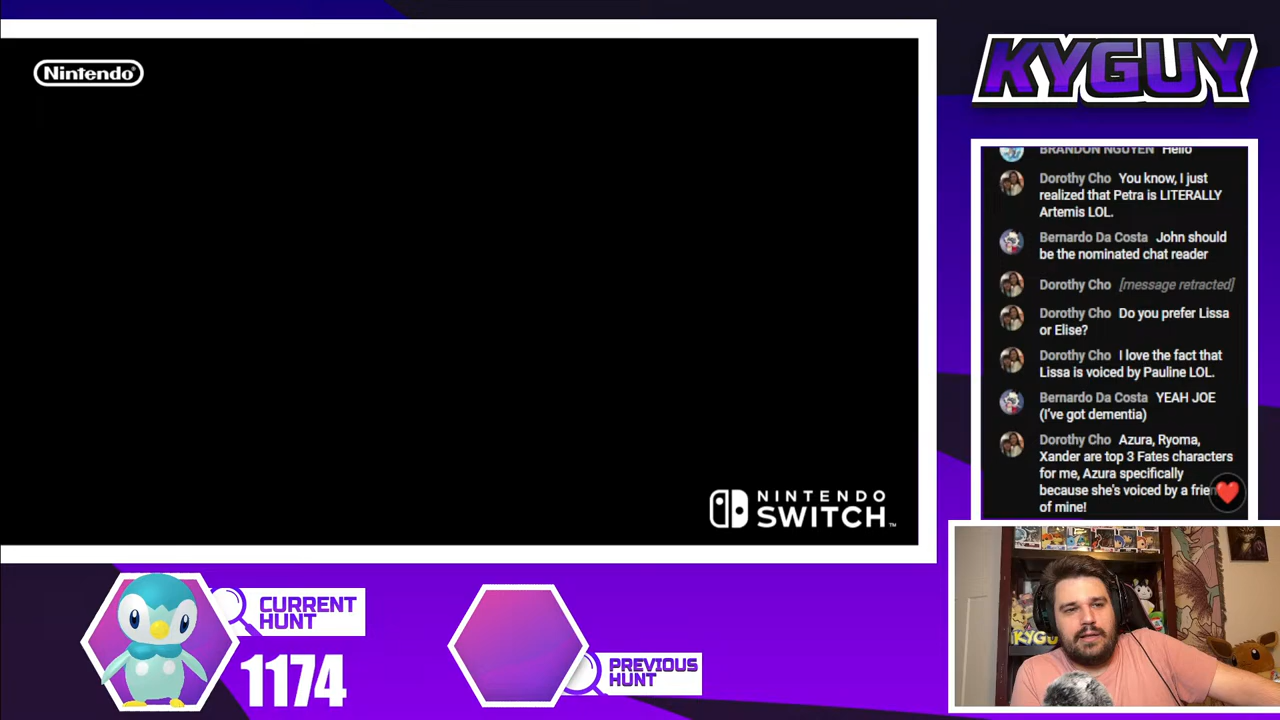 Nintendo
NINTENDO
SWITCH
KYGUY
BRANDON NGUYEN Hello
Dorothy Cho You know, I just
realized that Petra is LITERALLY
Artemis LOL.
Bernardo Da Costa John should
be the nominated chat reader
Dorothy Cho [message retracted]
Dorothy Cho Do you prefer Lissa
or Elise?
Dorothy Cho I love the fact that
Lissa is voiced by Pauline LOL.
Bernardo Da Costa YEAH JOE
(I've got dementia)
Dorothy Cho Azura, Ryoma,
Xander are top 3 Fates characters
for me, Azura specifically
because she's voiced by a frien
of mine!
CURRENT
HUNT
1174
PREVIOUS
HUNT
KYGU